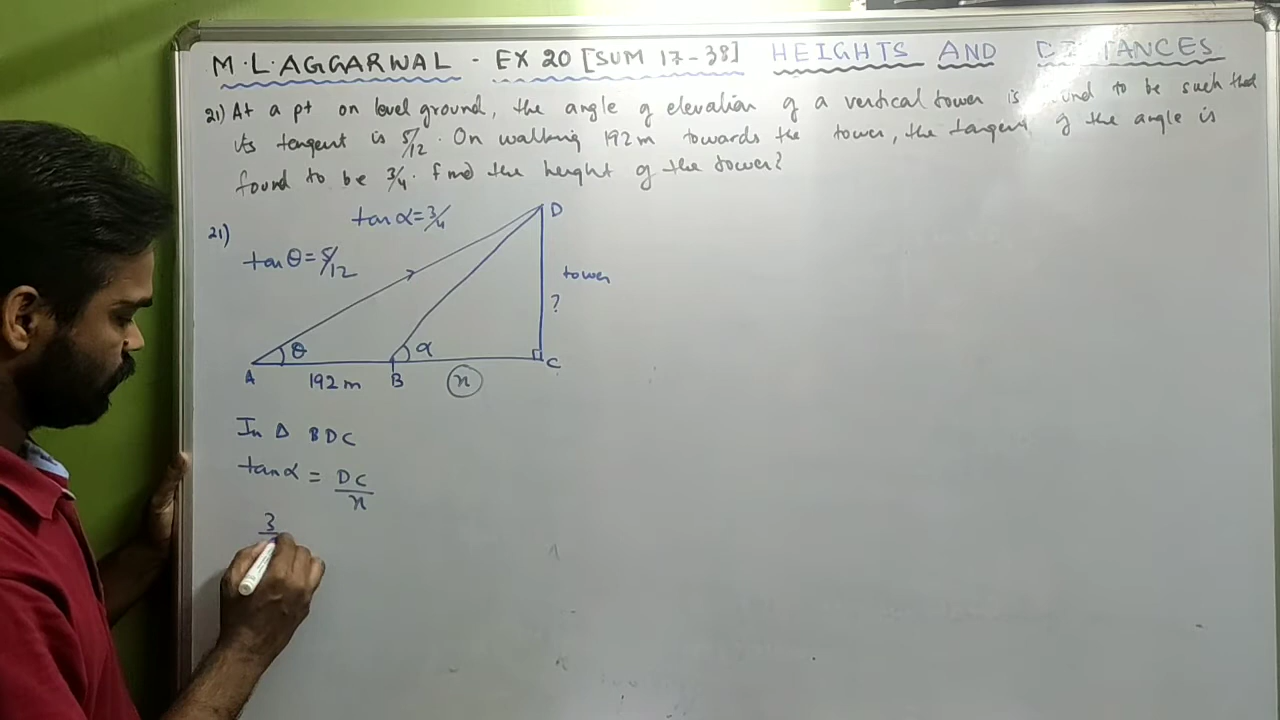 M.L.AGGARWAL - EX 20 [SUM 17-38] HEIGHTS AND
21) At a pt on level ground, the angle of elevation of a vertical tower is to be such that
its tangent is 5/12. On walking 192m towards the tower, the tangent of the angle is
found to be 3/4. Find the height of the tower?
21)
tan α = 3/4
D
tan θ = 5/12
tower
?
θ
α
A
192 m
B
x
C
In Δ BDC
tan α = DC/x
3